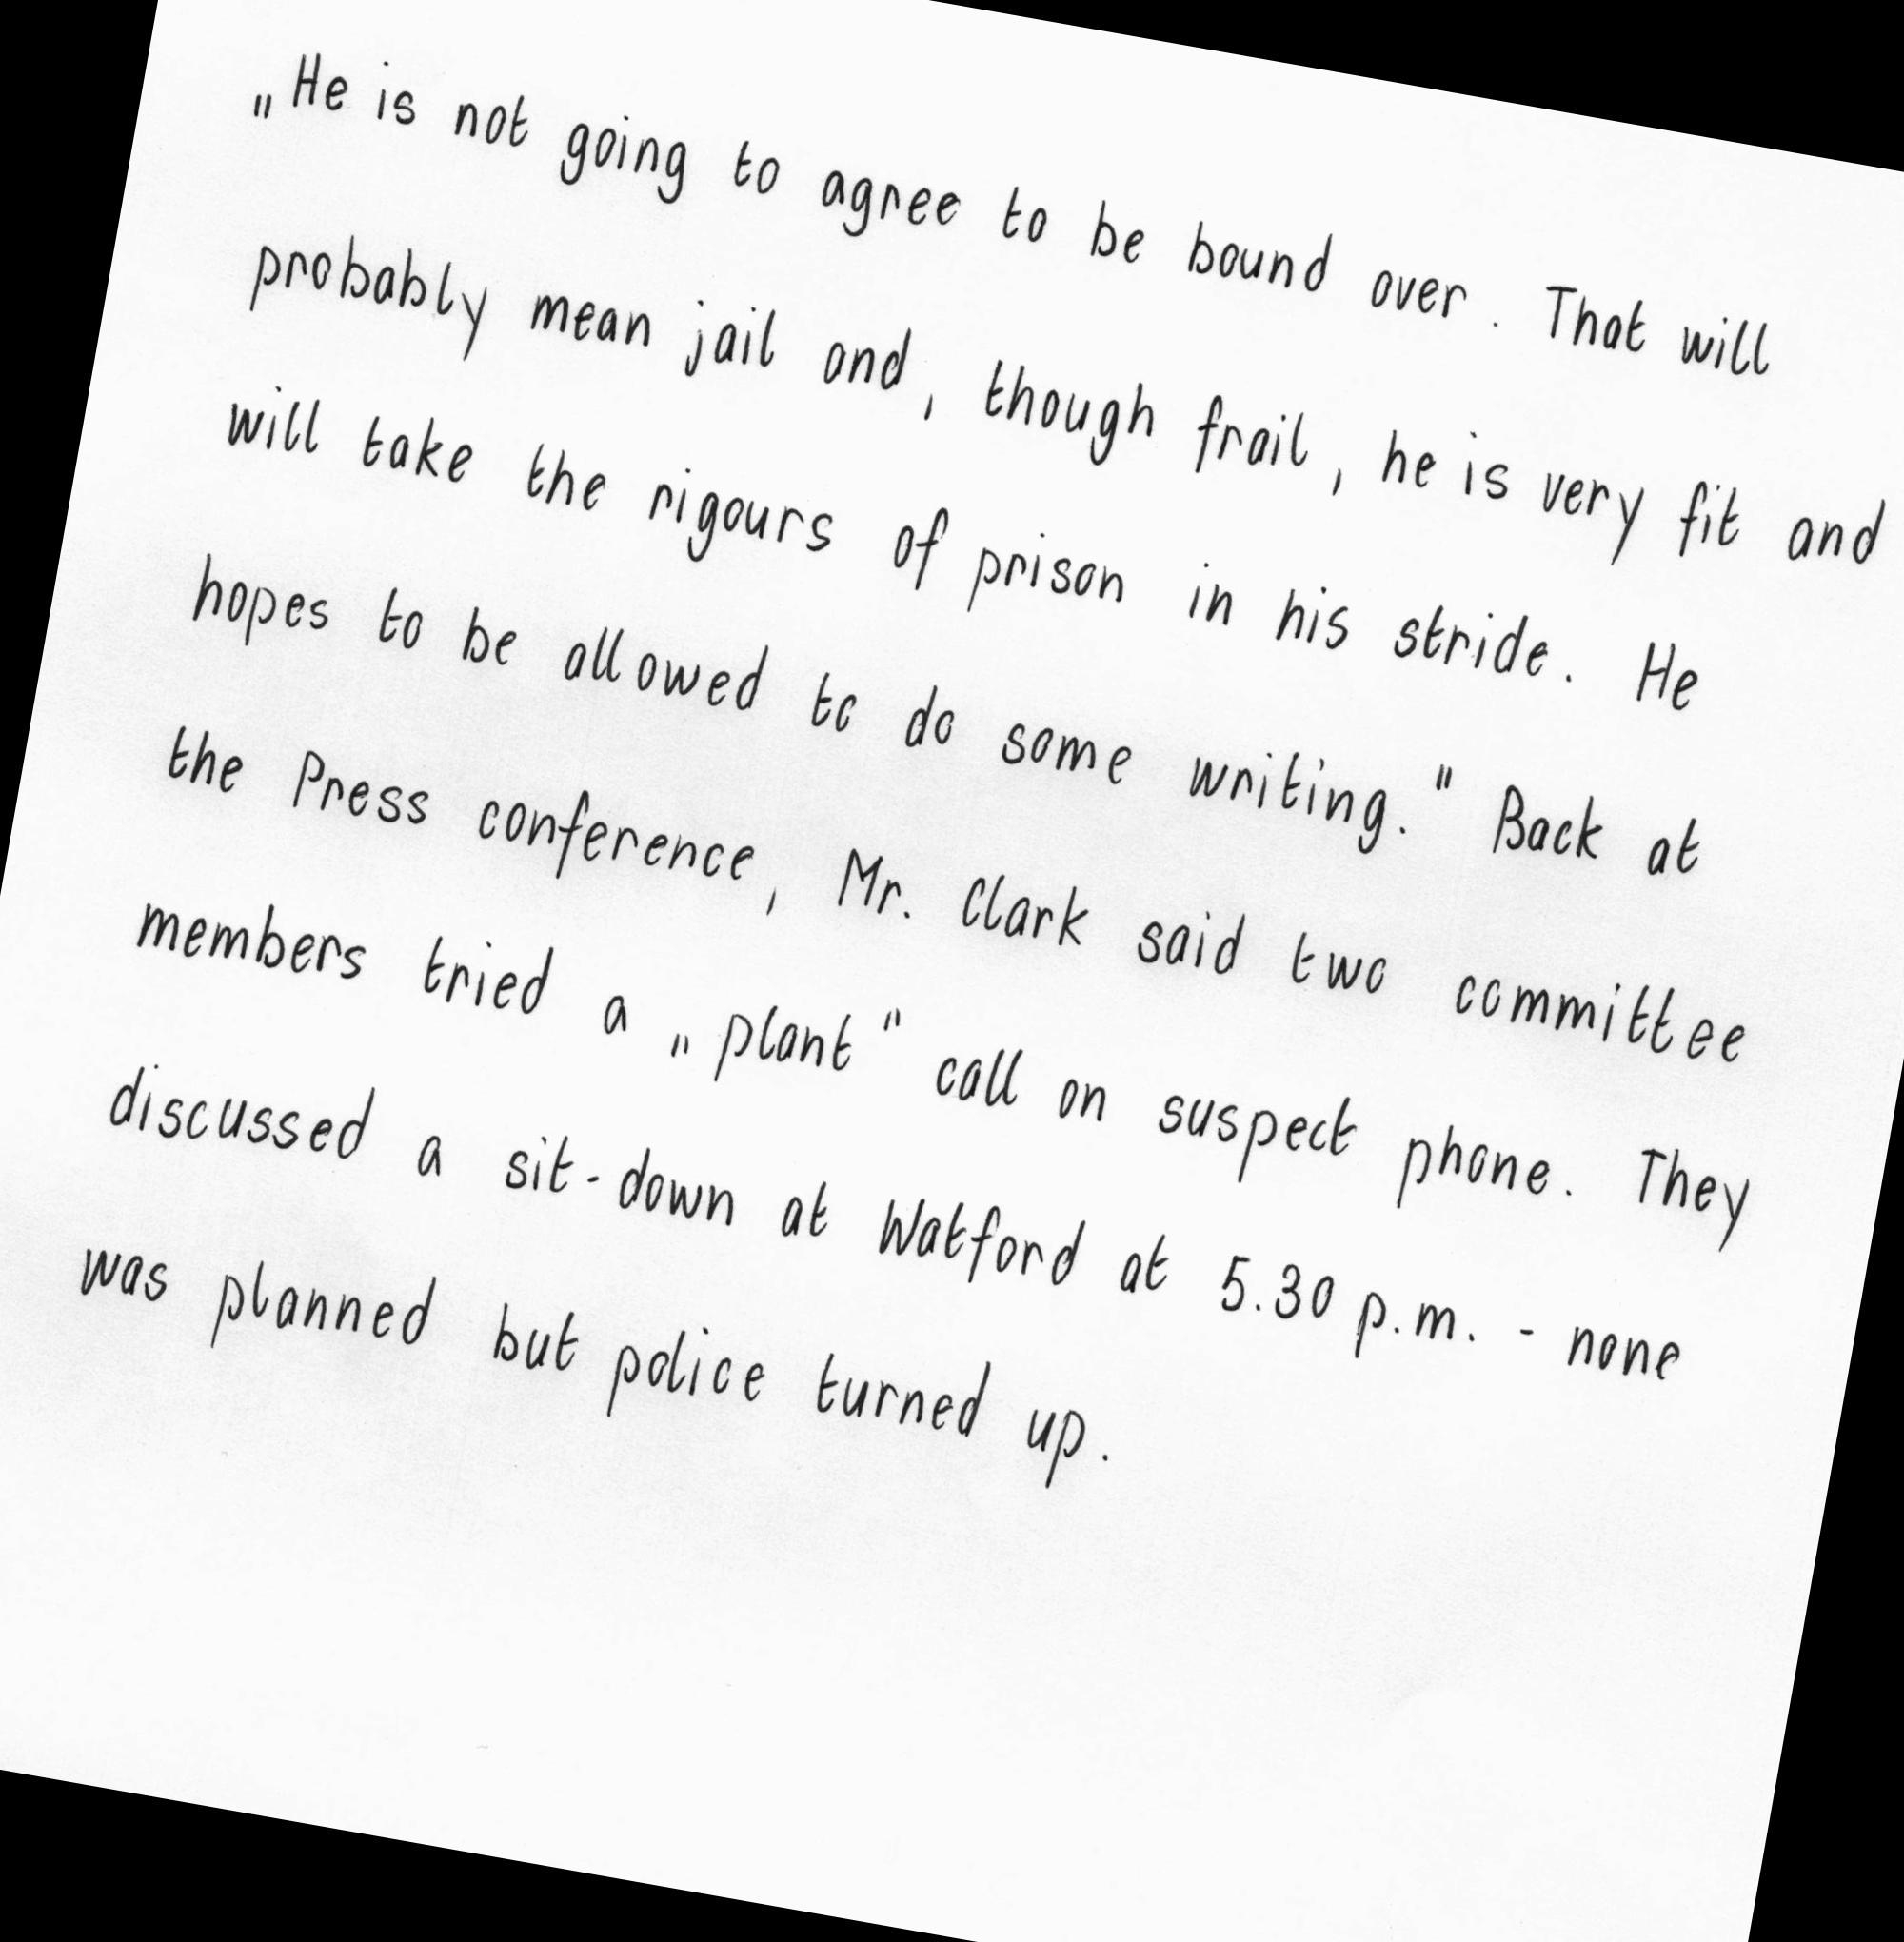 „He is not going to agree to be bound over. That will
probably mean jail and, though frail, he is very fit and
will take the rigours of prison in his stride. He
hopes to be allowed to do some writing." Back at
the Press conference, Mr. Clark said two committee
members tried a „plant" call on suspect phone. They
discussed a sit-down at Watford at 5.30 p.m. - none
was planned but police turned up.